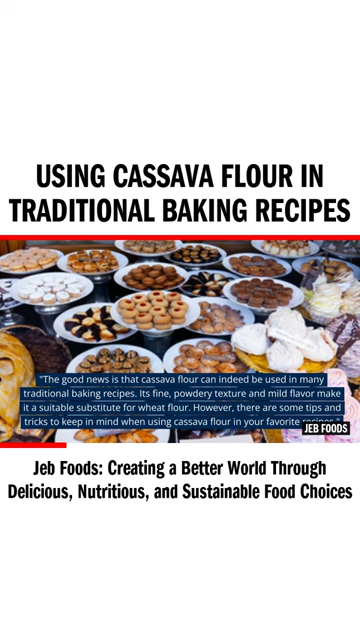 USING CASSAVA FLOUR IN
TRADITIONAL BAKING RECIPES
"The good news is that cassava flour can indeed be used in many
traditional baking recipes. Its fine, powdery texture and mild flavor make
it a suitable substitute for wheat flour. However, there are some tips and
tricks to keep in mind when using cassava flour in your favorite recipes."
JEB FOODS
Jeb Foods: Creating a Better World Through
Delicious, Nutritious, and Sustainable Food Choices